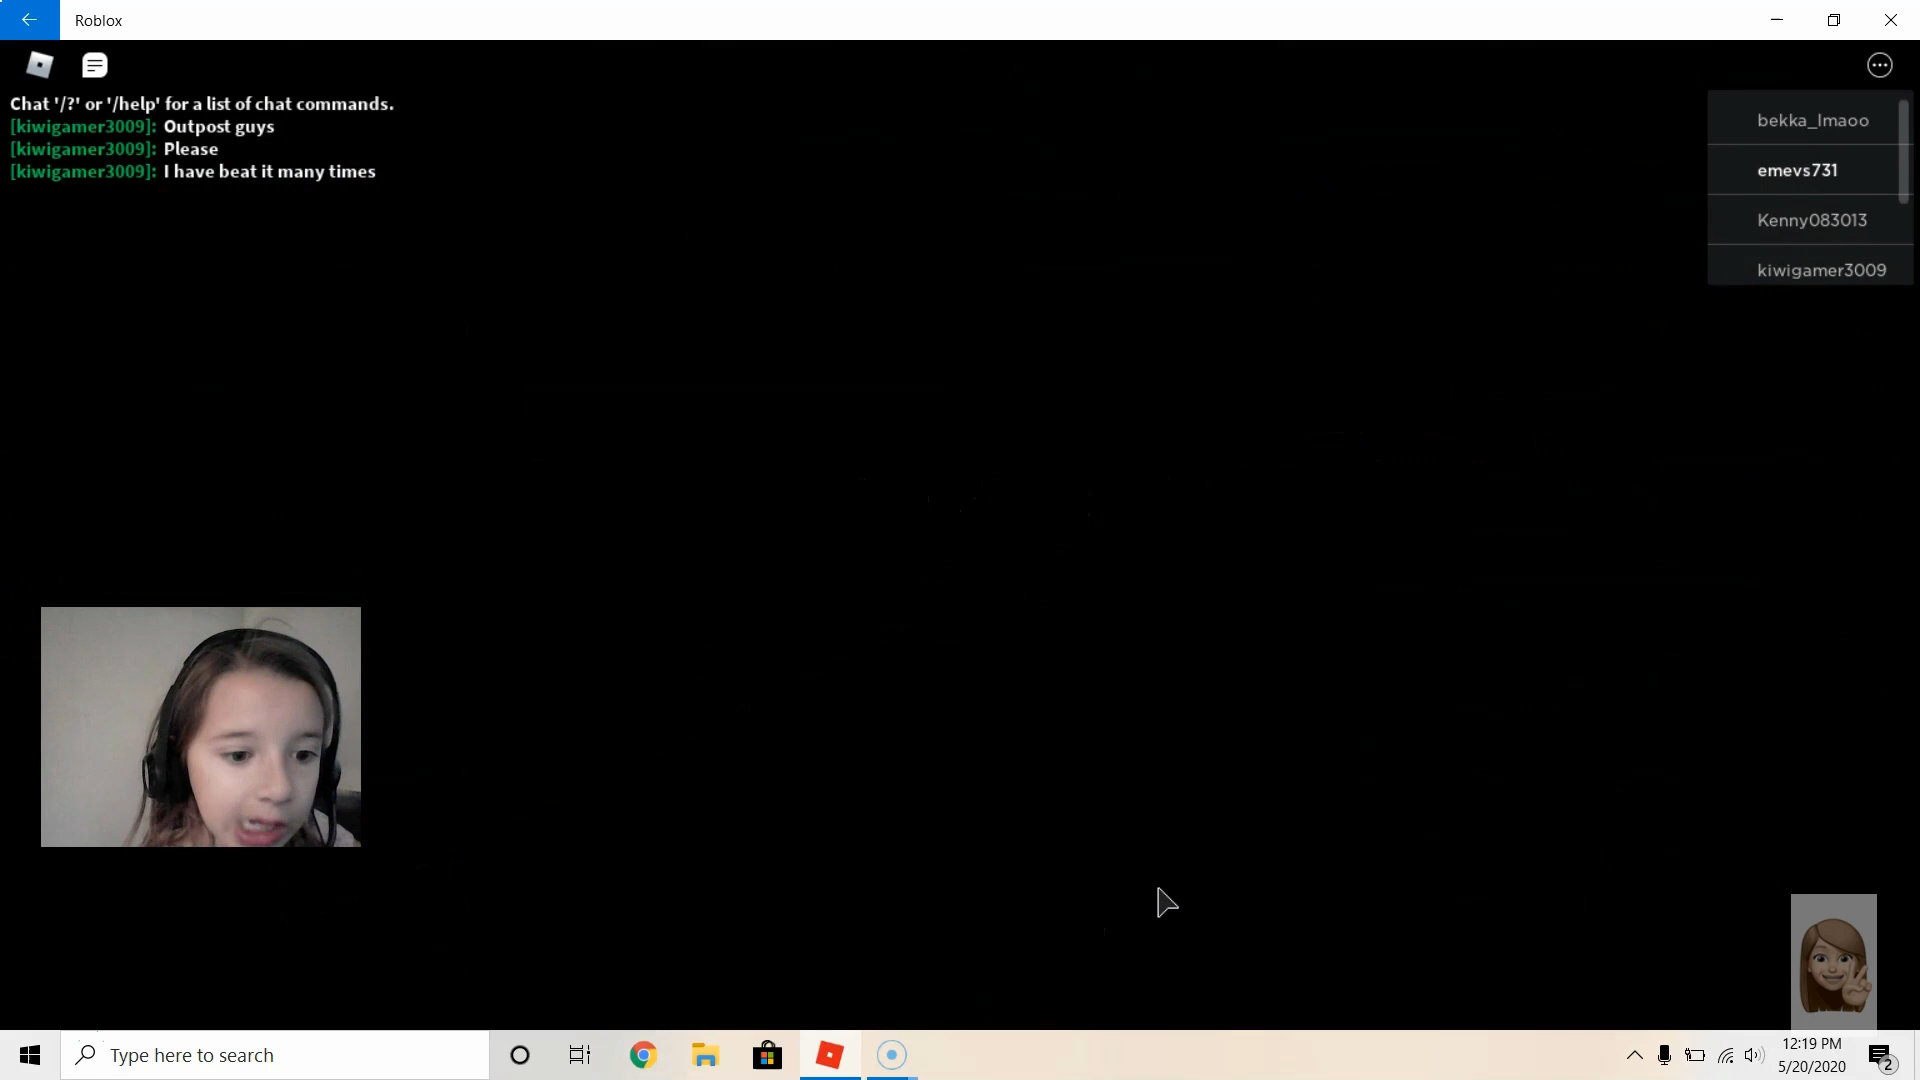 Roblox
Chat '/?' or '/help' for a list of chat commands.
[kiwigamer3009]: Outpost guys
[kiwigamer3009]: Please
[kiwigamer3009]: I have beat it many times
bekka_lmaoo
emevs731
Kenny083013
kiwigamer3009
Type here to search
12:19 PM
5/20/2020
2